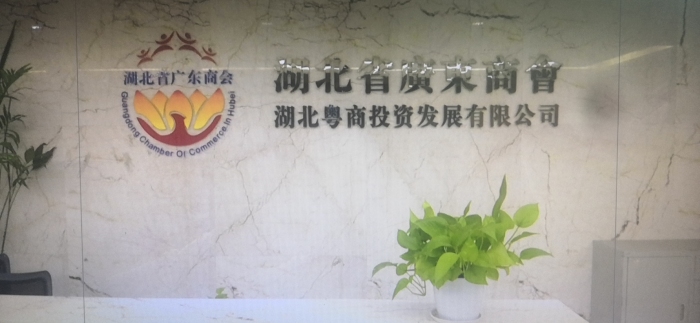 湖北省广东商会
Guangdong Chamber Of Commerce In Hubei
湖北省廣東商會
湖北粤商投资发展有限公司